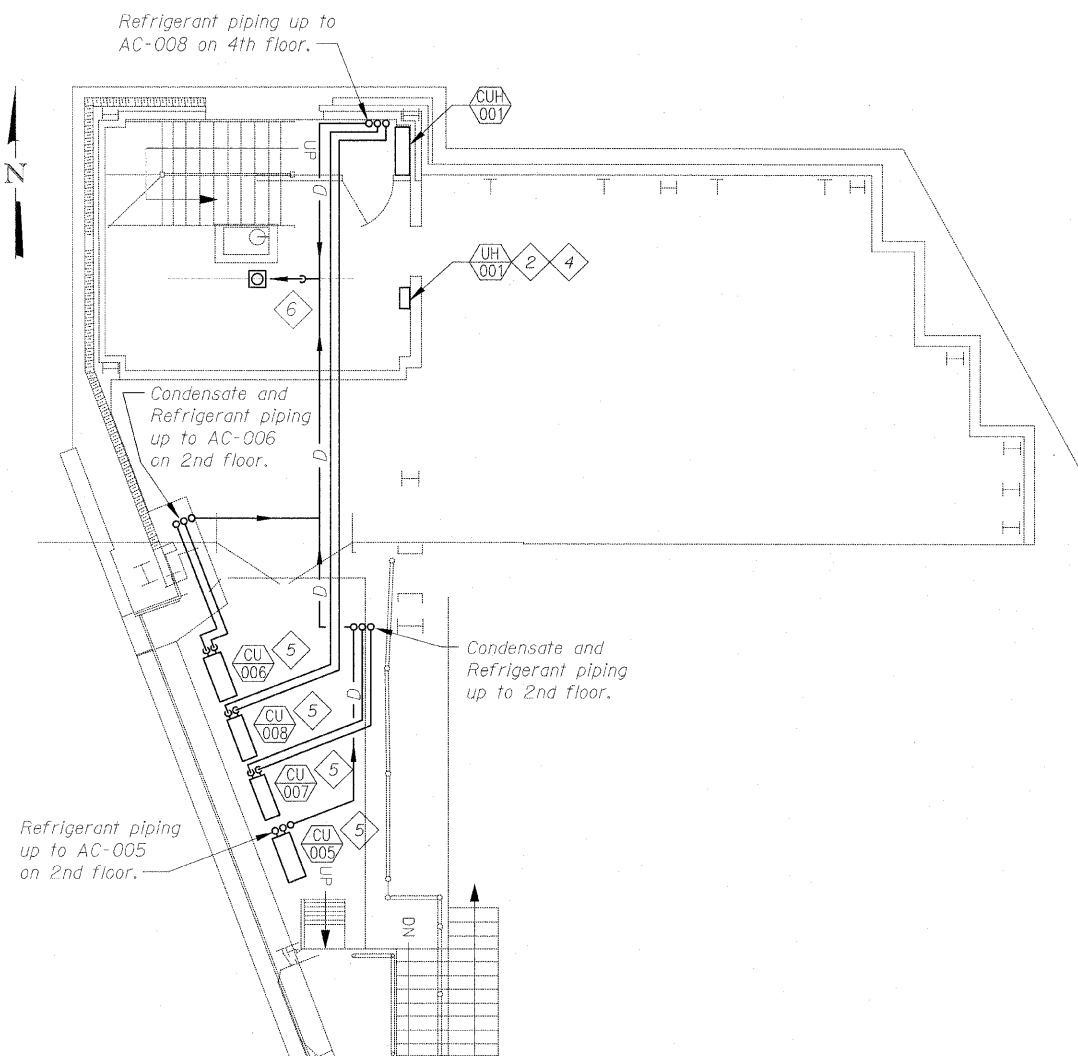 Refrigerant piping up to
AC-008 on 4th floor.
CUH
001
N
UP
D
UH
001
2
4
6
Condensate and
Refrigerant piping
up to AC-006
on 2nd floor.
D
D
CU
006
5
Condensate and
Refrigerant piping
up to 2nd floor.
D
CU
008
5
CU
007
5
Refrigerant piping
up to AC-005
on 2nd floor.
CU
005
5
UP
DN